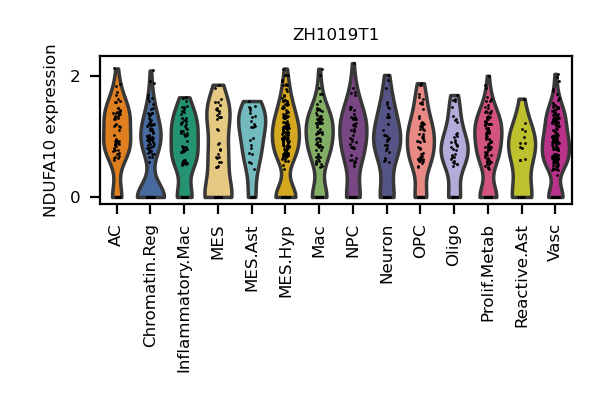 ZH1019T1
NDUFA10 expression
2
0
AC
Chromatin.Reg
Inflammatory.Mac
MES
MES.Ast
MES.Hyp
Mac
NPC
Neuron
OPC
Oligo
Prolif.Metab
Reactive.Ast
Vasc